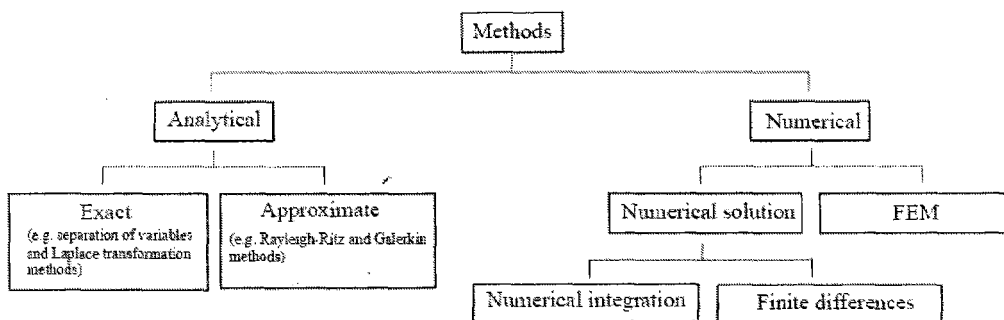 Methods
Analytical
Numerical
Exact
(e.g. separation of variables
and Laplace transformation
methods)
Approximate
(e.g. Rayleigh-Ritz and Galerkin
methods)
Numerical solution
FEM
Numerical integration
Finite differences